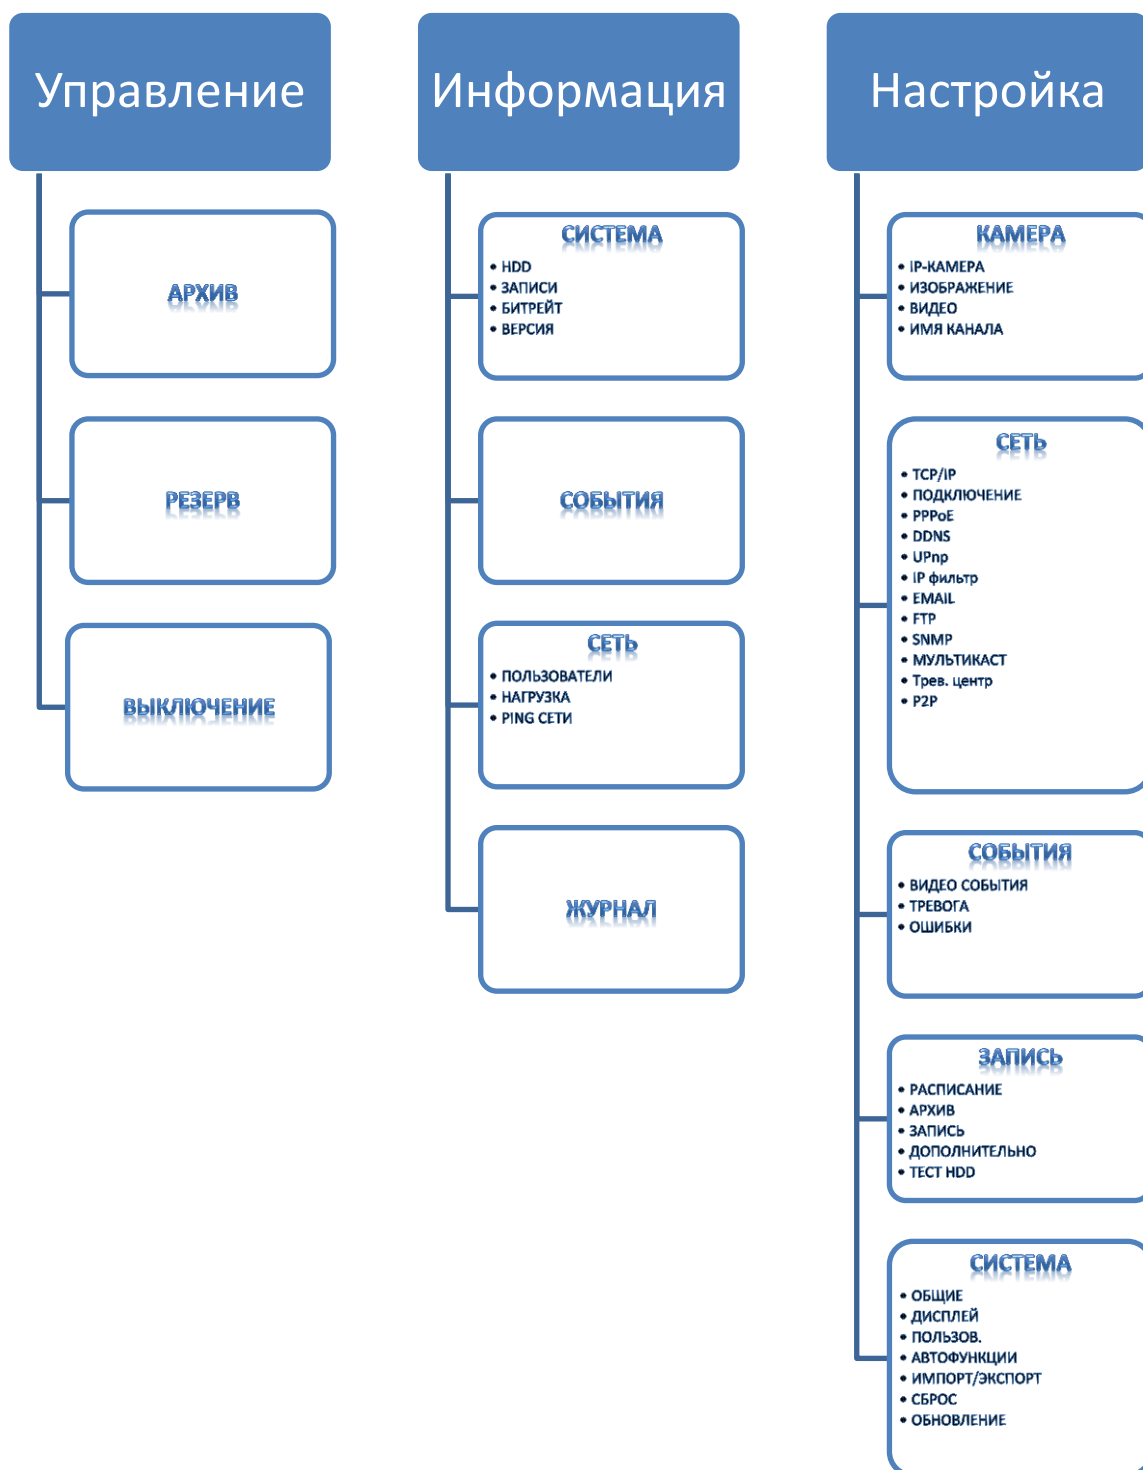 Управление
АРХИВ
РЕЗЕРВ
ВЫКЛЮЧЕНИЕ
Информация
СИСТЕМА
• HDD
• ЗАПИСИ
• БИТРЕЙТ
• ВЕРСИЯ
СОБЫТИЯ
СЕТЬ
• ПОЛЬЗОВАТЕЛИ
• НАГРУЗКА
• PING СЕТИ
ЖУРНАЛ
Настройка
КАМЕРА
• IP-КАМЕРА
• ИЗОБРАЖЕНИЕ
• ВИДЕО
• ИМЯ КАНАЛА
СЕТЬ
• TCP/IP
• ПОДКЛЮЧЕНИЕ
• PPPoE
• DDNS
• UPnp
• IP фильтр
• EMAIL
• FTP
• SNMP
• МУЛЬТИКАСТ
• Трев. центр
• P2P
СОБЫТИЯ
• ВИДЕО СОБЫТИЯ
• ТРЕВОГА
• ОШИБКИ
ЗАПИСЬ
• РАСПИСАНИЕ
• АРХИВ
• ЗАПИСЬ
• ДОПОЛНИТЕЛЬНО
• ТЕСТ HDD
СИСТЕМА
• ОБЩИЕ
• ДИСПЛЕЙ
• ПОЛЬЗОВ.
• АВТОФУНКЦИИ
• ИМПОРТ/ЭКСПОРТ
• СБРОС
• ОБНОВЛЕНИЕ